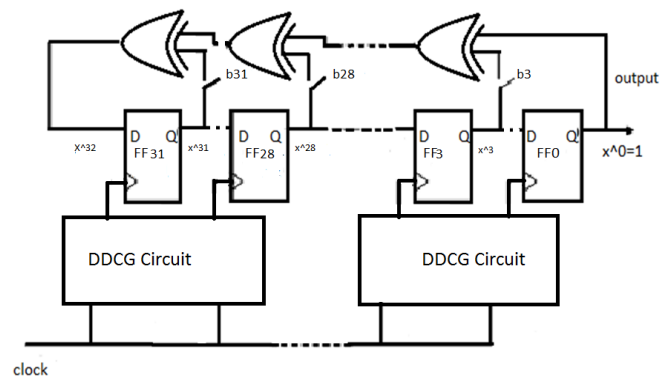 b31
b28
b3
output
D Q
FF31
D Q
FF28
D Q
FF3
D Q
FF0
X^32
x^31
x^28
x^3
x^0=1
DDCG Circuit
DDCG Circuit
clock